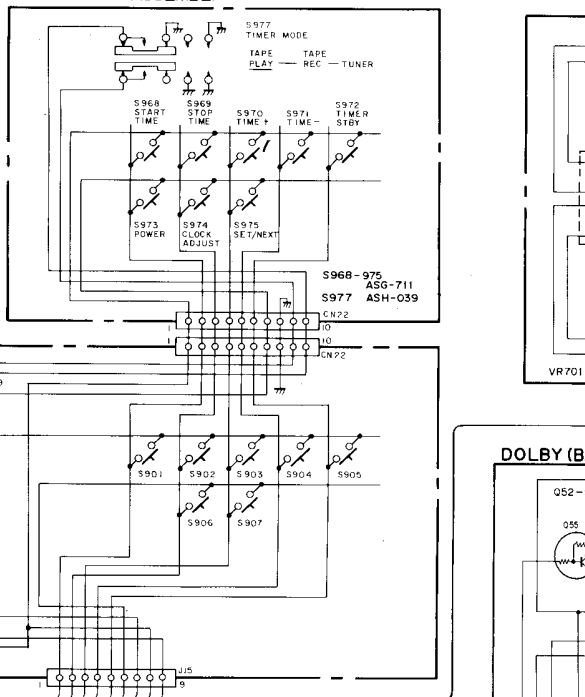 S977
TIMER MODE
TAPE TAPE
PLAY — REC — TUNER
S968 START TIME
S969 STOP TIME
S970 TIME +
S971 TIME −
S972 TIMER STBY
S973 POWER
S974 CLOCK ADJUST
S975 SET/NEXT
S968-975
ASG-711
S977 ASH-039
CN22
1 10
1 10
CN22
S901 S902 S903 S904 S905
S906 S907
J15
1 9
VR701
DOLBY (B
Q52-
Q55